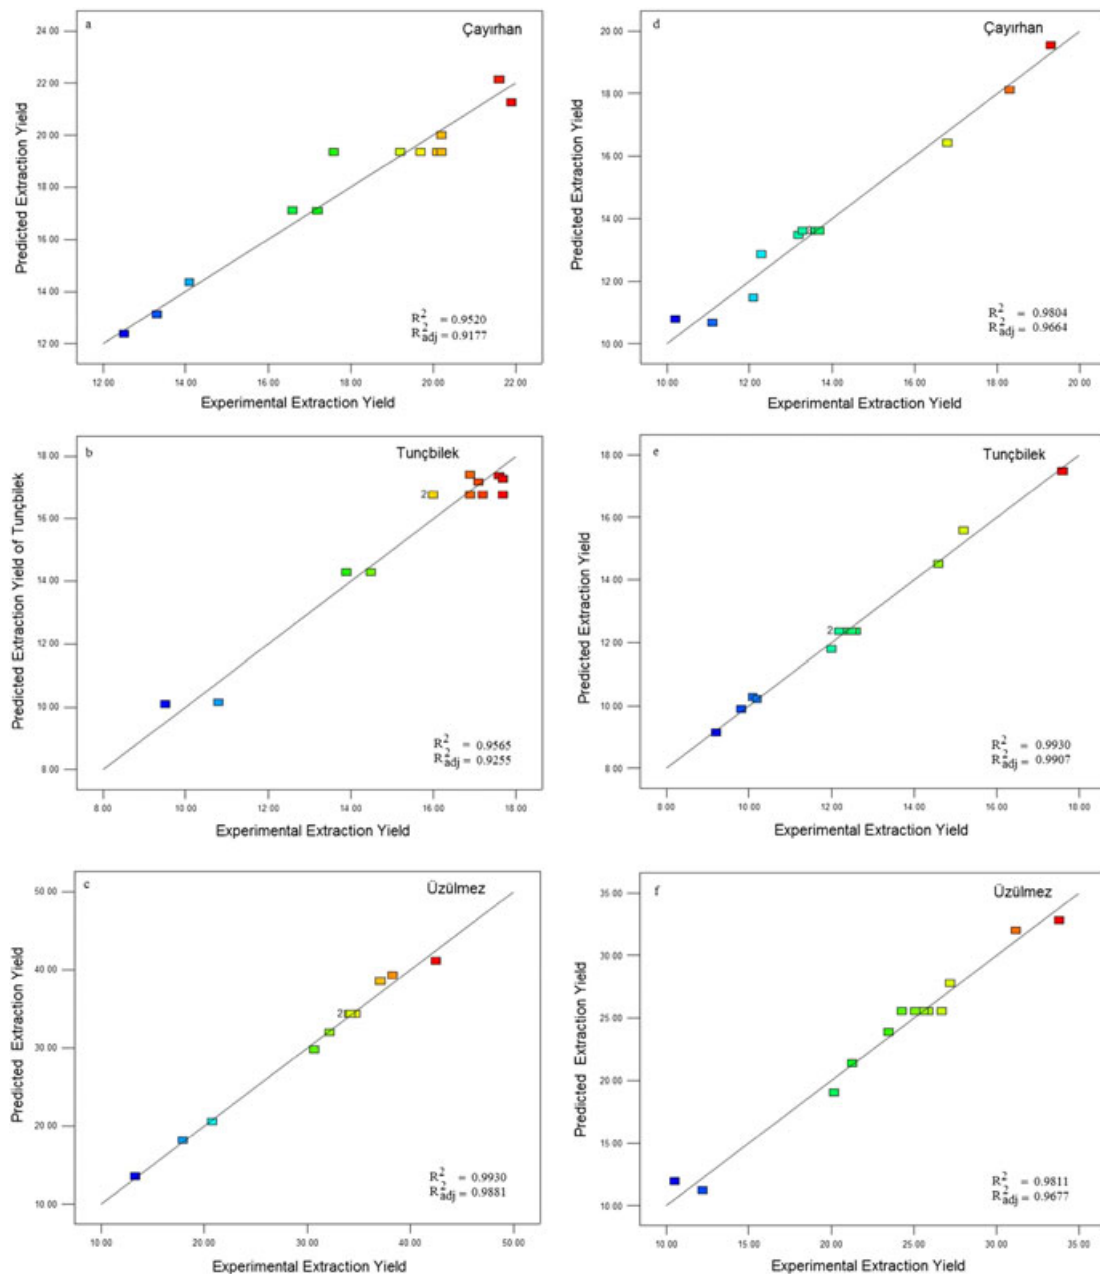 a
Çayırhan
Predicted Extraction Yield
24.00
22.00
20.00
18.00
16.00
14.00
12.00
R² = 0.9520
R²adj = 0.9177
12.00 14.00 16.00 18.00 20.00 22.00
Experimental Extraction Yield
d
Çayırhan
Predicted Extraction Yield
20.00
18.00
16.00
14.00
12.00
10.00
R² = 0.9804
R²adj = 0.9664
10.00 12.00 14.00 16.00 18.00 20.00
Experimental Extraction Yield
b
Tunçbilek
Predicted Extraction Yield of Tunçbilek
18.00
16.00
14.00
12.00
10.00
8.00
2
R² = 0.9565
R²adj = 0.9255
8.00 10.00 12.00 14.00 16.00 18.00
Experimental Extraction Yield
e
Tunçbilek
Predicted Extraction Yield
18.00
16.00
14.00
12.00
10.00
8.00
2
R² = 0.9930
R²adj = 0.9907
8.00 10.00 12.00 14.00 16.00 18.00
Experimental Extraction Yield
c
Üzülmez
Predicted Extraction Yield
50.00
40.00
30.00
20.00
10.00
2
R² = 0.9930
R²adj = 0.9881
10.00 20.00 30.00 40.00 50.00
Experimental Extraction Yield
f
Üzülmez
Predicted Extraction Yield
35.00
30.00
25.00
20.00
15.00
10.00
R² = 0.9811
R²adj = 0.9677
10.00 15.00 20.00 25.00 30.00 35.00
Experimental Extraction Yield